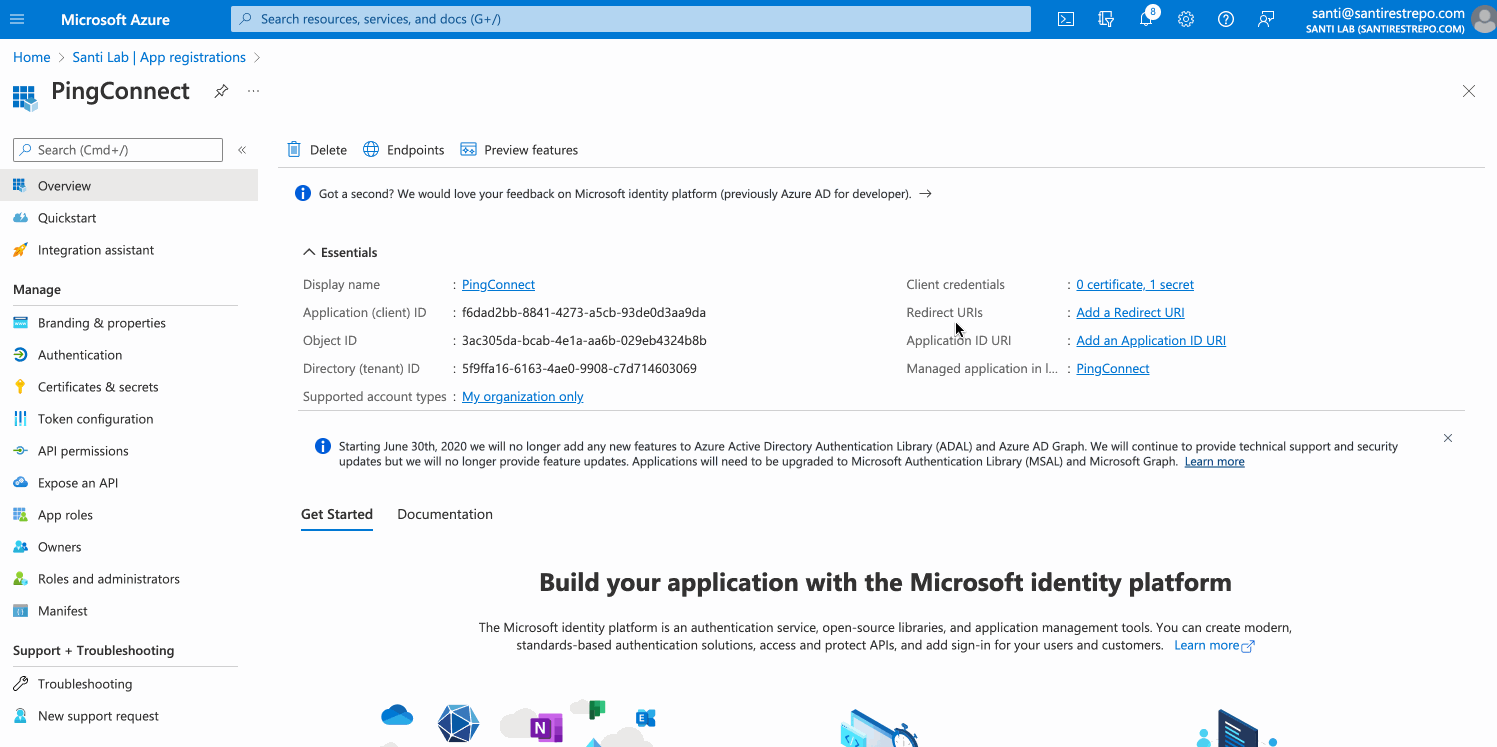 Microsoft Azure
Search resources, services, and docs (G+/)
8
santi@santirestrepo.com
SANTI LAB (SANTIRESTREPO.COM)
Home > Santi Lab | App registrations >
PingConnect
Search (Cmd+/)
Overview
Quickstart
Integration assistant
Manage
Branding & properties
Authentication
Certificates & secrets
Token configuration
API permissions
Expose an API
App roles
Owners
Roles and administrators
Manifest
Support + Troubleshooting
Troubleshooting
New support request
Delete
Endpoints
Preview features
Got a second? We would love your feedback on Microsoft identity platform (previously Azure AD for developer). →
Essentials
Display name : PingConnect
Application (client) ID : f6dad2bb-8841-4273-a5cb-93de0d3aa9da
Object ID : 3ac305da-bcab-4e1a-aa6b-029eb4324b8b
Directory (tenant) ID : 5f9ffa16-6163-4ae0-9908-c7d714603069
Supported account types : My organization only
Client credentials : 0 certificate, 1 secret
Redirect URIs : Add a Redirect URI
Application ID URI : Add an Application ID URI
Managed application in l... : PingConnect
Starting June 30th, 2020 we will no longer add any new features to Azure Active Directory Authentication Library (ADAL) and Azure AD Graph. We will continue to provide technical support and security
updates but we will no longer provide feature updates. Applications will need to be upgraded to Microsoft Authentication Library (MSAL) and Microsoft Graph. Learn more
Get Started
Documentation
Build your application with the Microsoft identity platform
The Microsoft identity platform is an authentication service, open-source libraries, and application management tools. You can create modern,
standards-based authentication solutions, access and protect APIs, and add sign-in for your users and customers. Learn more
N
E